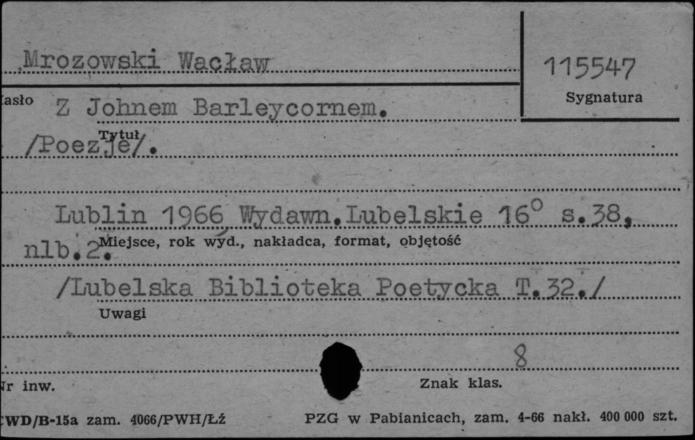 Mrozowski Wacław
115547
Sygnatura
asło
Z Johnem Barleycornem.
Tytuł
/Poezje/.
Lublin 1966, Wydawn.Lubelskie 16° s.38,
Miejsce, rok wyd., nakładca, format, objętość
nlb.2.
/Lubelska Biblioteka Poetycka T.32./
Uwagi
8
Nr inw.
Znak klas.
CWD/B-15a zam. 4066/PWH/Łź
PZG w Pabianicach, zam. 4-66 nakł. 400 000 szt.